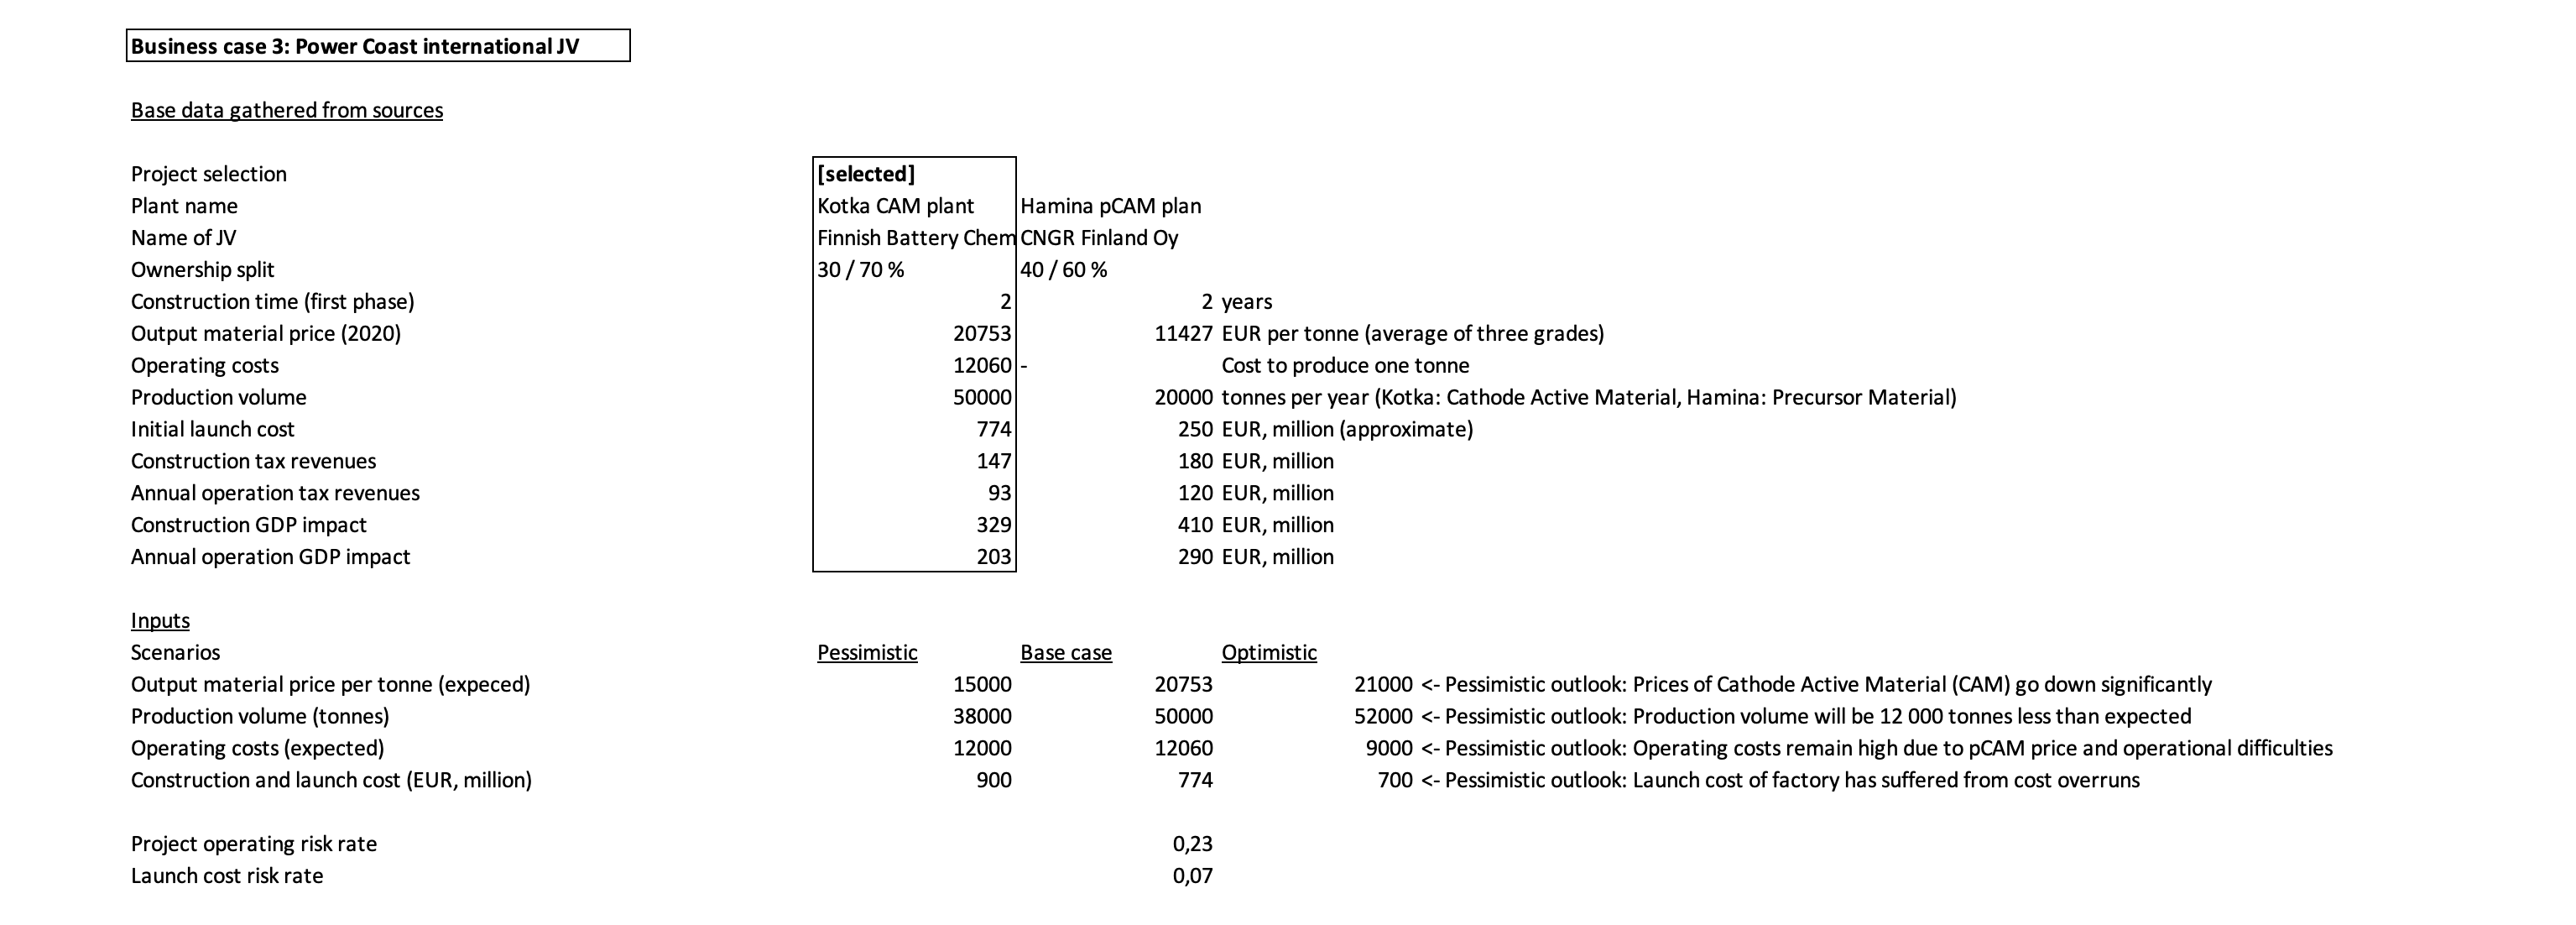 Business case 3: Power Coast international JV
Base data gathered from sources
Project selection [selected]
Plant name Kotka CAM plant Hamina pCAM plan
Name of JV Finnish Battery Chem CNGR Finland Oy
Ownership split 30 / 70 % 40 / 60 %
Construction time (first phase) 2 2 years
Output material price (2020) 20753 11427 EUR per tonne (average of three grades)
Operating costs 12060 - Cost to produce one tonne
Production volume 50000 20000 tonnes per year (Kotka: Cathode Active Material, Hamina: Precursor Material)
Initial launch cost 774 250 EUR, million (approximate)
Construction tax revenues 147 180 EUR, million
Annual operation tax revenues 93 120 EUR, million
Construction GDP impact 329 410 EUR, million
Annual operation GDP impact 203 290 EUR, million
Inputs
Scenarios Pessimistic Base case Optimistic
Output material price per tonne (expeced) 15000 20753 21000 <- Pessimistic outlook: Prices of Cathode Active Material (CAM) go down significantly
Production volume (tonnes) 38000 50000 52000 <- Pessimistic outlook: Production volume will be 12 000 tonnes less than expected
Operating costs (expected) 12000 12060 9000 <- Pessimistic outlook: Operating costs remain high due to pCAM price and operational difficulties
Construction and launch cost (EUR, million) 900 774 700 <- Pessimistic outlook: Launch cost of factory has suffered from cost overruns
Project operating risk rate 0,23
Launch cost risk rate 0,07